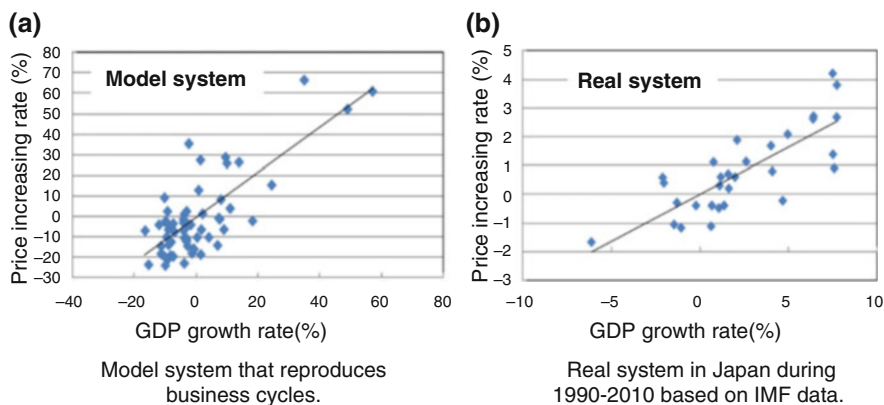 (a)
Price increasing rate (%)
80
70
60
50
40
30
20
10
0
−10
−20
−30
Model system
−40
−20
0
20
40
60
80
GDP growth rate(%)
Model system that reproduces
business cycles.
(b)
Price increasing rate (%)
5
4
3
2
1
0
−1
−2
−3
Real system
−10
−5
0
5
10
GDP growth rate(%)
Real system in Japan during
1990-2010 based on IMF data.